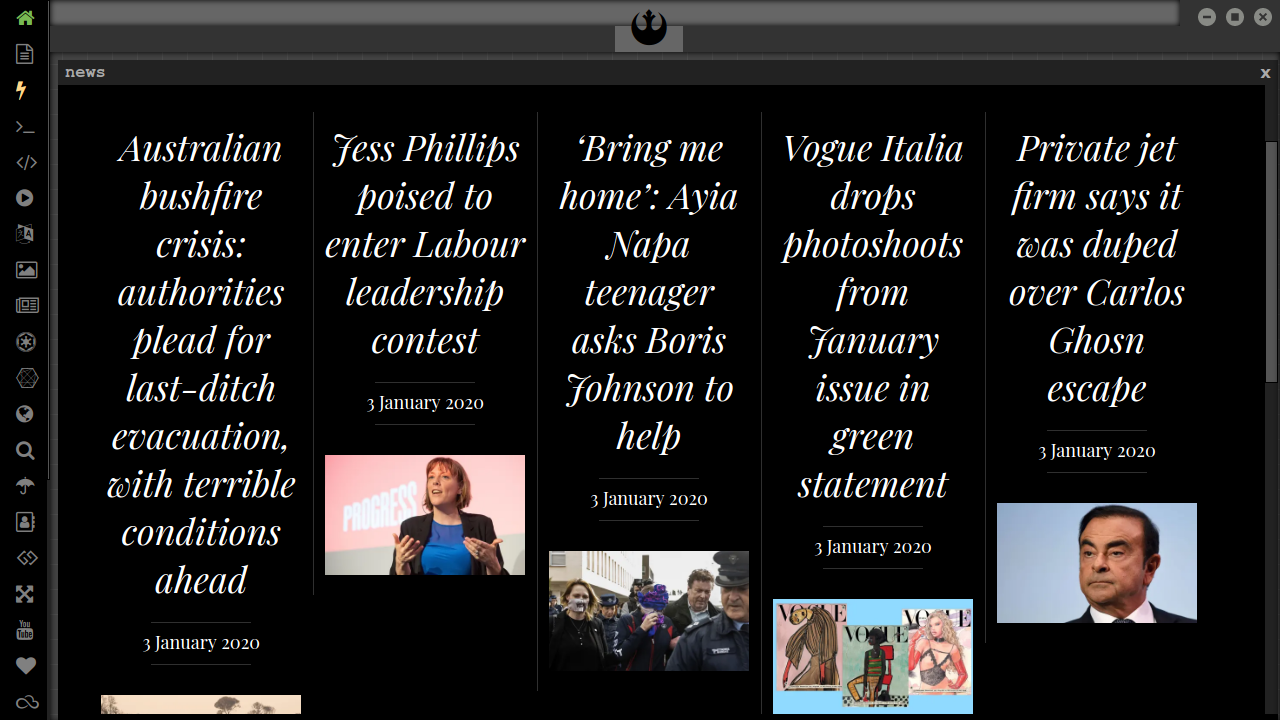 news
x
Australian
bushfire
crisis:
authorities
plead for
last-ditch
evacuation,
with terrible
conditions
ahead
3 January 2020
Jess Phillips
poised to
enter Labour
leadership
contest
3 January 2020
PROGRESS
‘Bring me
home’: Ayia
Napa
teenager
asks Boris
Johnson to
help
3 January 2020
Vogue Italia
drops
photoshoots
from
January
issue in
green
statement
3 January 2020
VOGUE
VOGUE
VOGUE
Private jet
firm says it
was duped
over Carlos
Ghosn
escape
3 January 2020
You
Tube